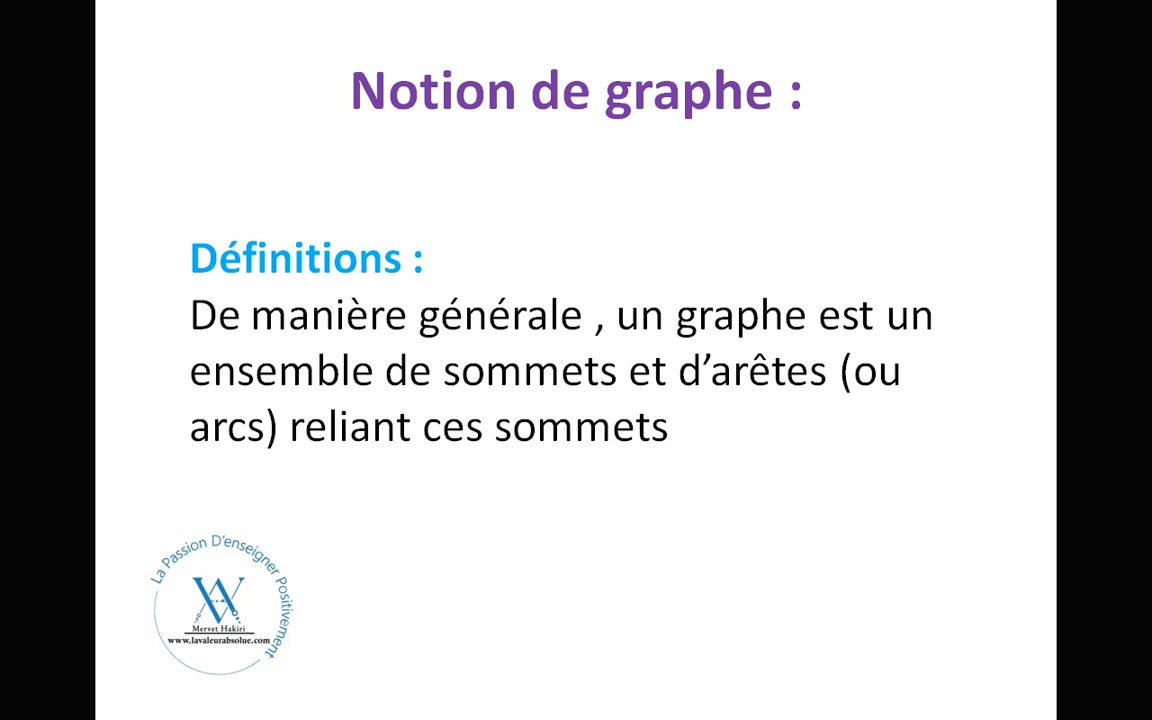 Notion de graphe :
Définitions :
De manière générale , un graphe est un
ensemble de sommets et d’arêtes (ou
arcs) reliant ces sommets
La Passion D'enseigner Positivement
Mervet Hakiri
www.lavaleurabsolue.com